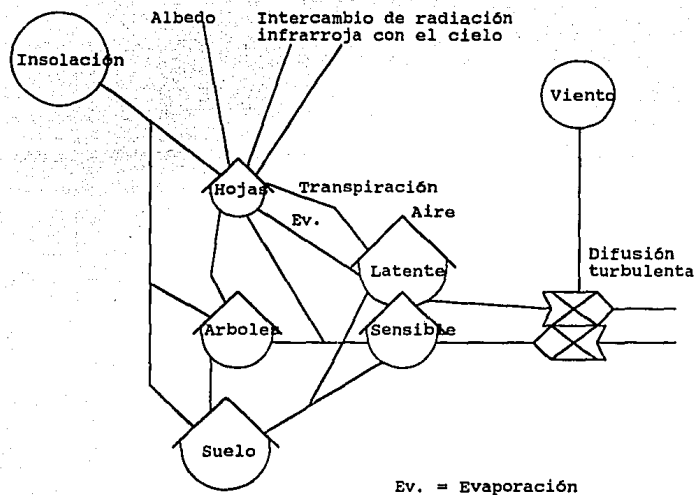 Albedo
Intercambio de radiación
infrarroja con el cielo
Insolación
Viento
Hojas
Transpiración
Ev.
Aire
Latente
Difusión
turbulenta
Arboles
Sensible
Suelo
Ev. = Evaporación